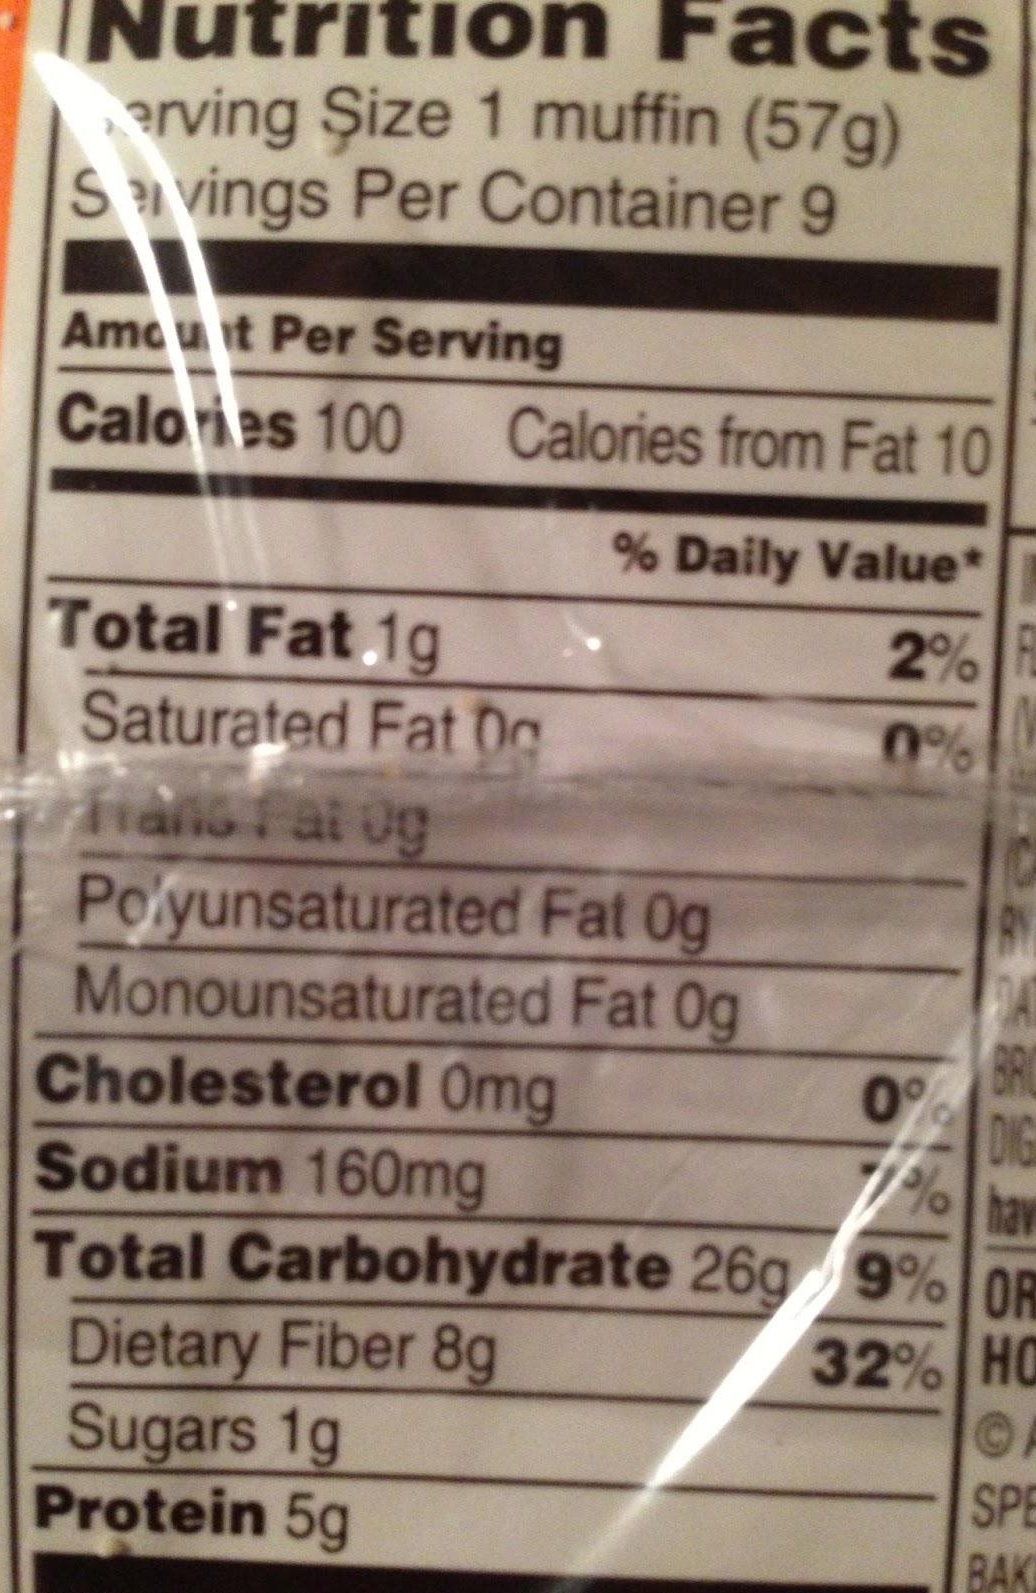 Nutrition Facts
Serving Size 1 muffin (57g)
Servings Per Container 9
Amount Per Serving
Calories 100 Calories from Fat 10
% Daily Value*
Total Fat 1g 2%
Saturated Fat 0g 0%
Trans Fat 0g
Polyunsaturated Fat 0g
Monounsaturated Fat 0g
Cholesterol 0mg 0%
Sodium 160mg 7%
Total Carbohydrate 26g 9%
Dietary Fiber 8g 32%
Sugars 1g
Protein 5g